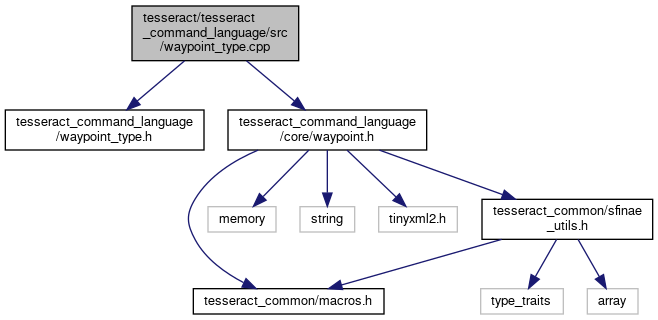 tesseract/tesseract
_command_language/src
/waypoint_type.cpp
tesseract_command_language
/waypoint_type.h
tesseract_command_language
/core/waypoint.h
memory
string
tinyxml2.h
tesseract_common/sfinae
_utils.h
tesseract_common/macros.h
type_traits
array